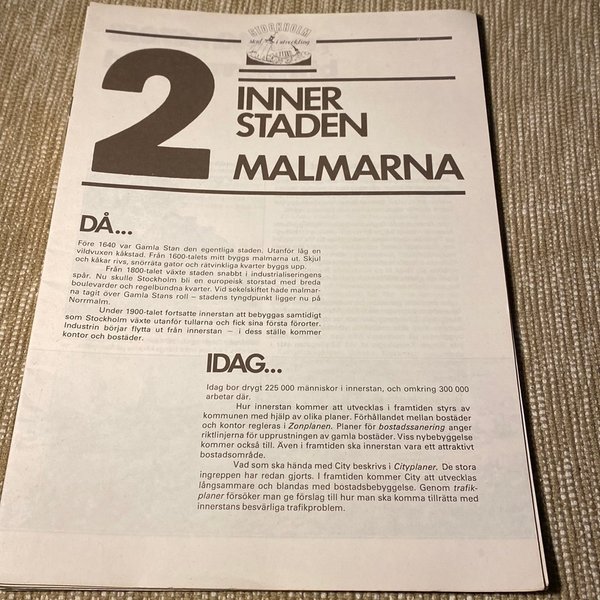 STOCKHOLM
stad i utveckling
2
INNER
STADEN
MALMARNA
DÅ...
Före 1640 var Gamla Stan den egentliga staden. Utanför låg en
vildvuxen kåkstad. Från 1600-talets mitt byggs malmarna ut. Skjul
och kåkar rivs, snörräta gator och rätvinkliga kvarter byggs upp.
Från 1800-talet växte staden snabbt i industrialiseringens
spår. Nu skulle Stockholm bli en europeisk storstad med breda
boulevarder och regelbundna kvarter. Vid sekelskiftet hade malmar-
na tagit över Gamla Stans roll – stadens tyngdpunkt ligger nu på
Norrmalm.
Under 1900-talet fortsatte innerstan att bebyggas samtidigt
som Stockholm växte utanför tullarna och fick sina första förorter.
Industrin börjar flytta ut från innerstan – i dess ställe kommer
kontor och bostäder.
IDAG...
Idag bor drygt 225 000 människor i innerstan, och omkring 300 000
arbetar där.
Hur innerstan kommer att utvecklas i framtiden styrs av
kommunen med hjälp av olika planer. Förhållandet mellan bostäder
och kontor regleras i Zonplanen. Planer för bostadssanering anger
riktlinjerna för upprustningen av gamla bostäder. Viss nybebyggelse
kommer också till. Även i framtiden ska innerstan vara ett attraktivt
bostadsområde.
Vad som ska hända med City beskrivs i Cityplaner. De stora
ingreppen har redan gjorts. I framtiden kommer City att utvecklas
långsammare och blandas med bostadsbebyggelse. Genom trafik-
planer försöker man ge förslag till hur man ska komma tillrätta med
innerstans besvärliga trafikproblem.